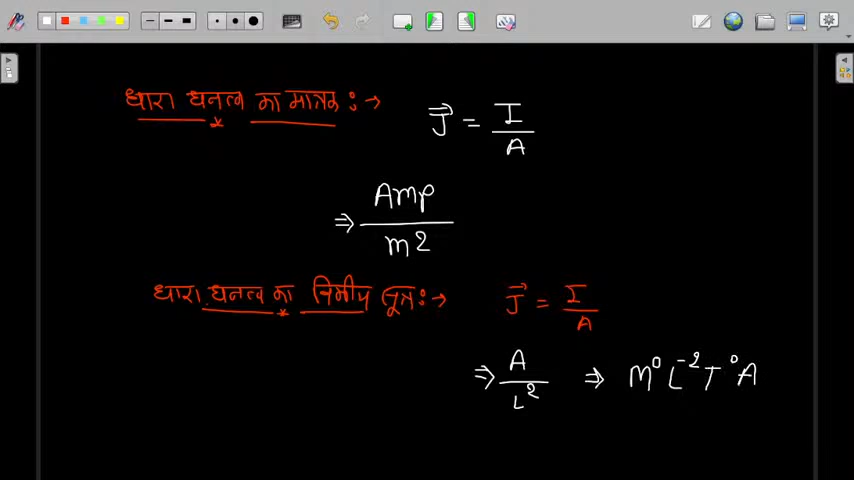 धारा घनत्व का मात्रक :→ J⃗ = I/A
⇒ Amp/m2
धारा घनत्व का विमीय सूत्र :→ J⃗ = I/A
⇒ A/L² ⇒ M⁰L⁻²T⁰A